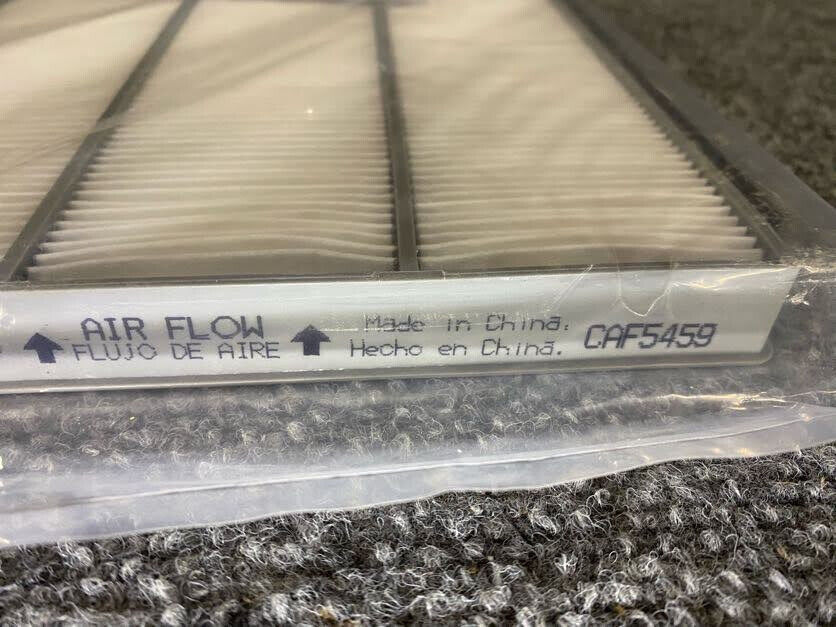 AIR FLOW
FLUJO DE AIRE
Made in China.
Hecho en China.
CAF5459